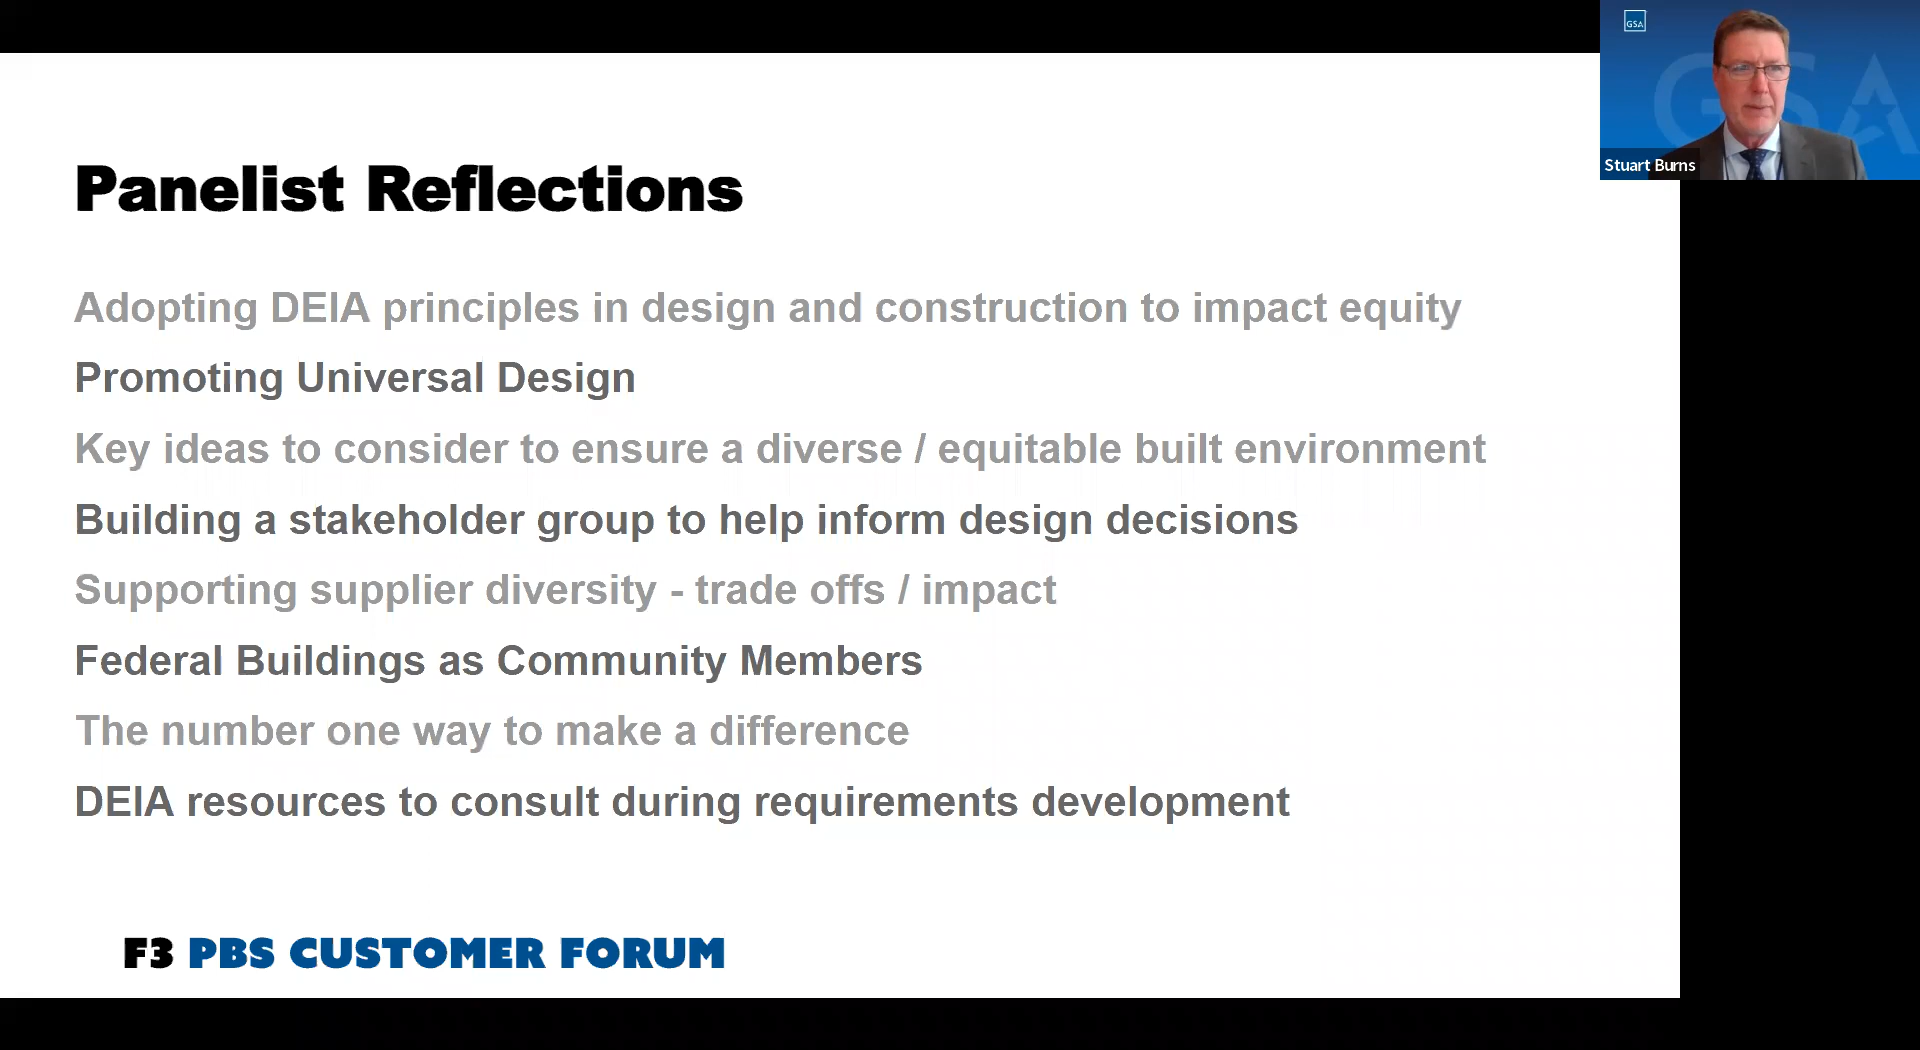 Panelist Reflections
Adopting DEIA principles in design and construction to impact equity
Promoting Universal Design
Key ideas to consider to ensure a diverse / equitable built environment
Building a stakeholder group to help inform design decisions
Supporting supplier diversity - trade offs / impact
Federal Buildings as Community Members
The number one way to make a difference
DEIA resources to consult during requirements development
F3 PBS CUSTOMER FORUM
GSA
GSA
Stuart Burns